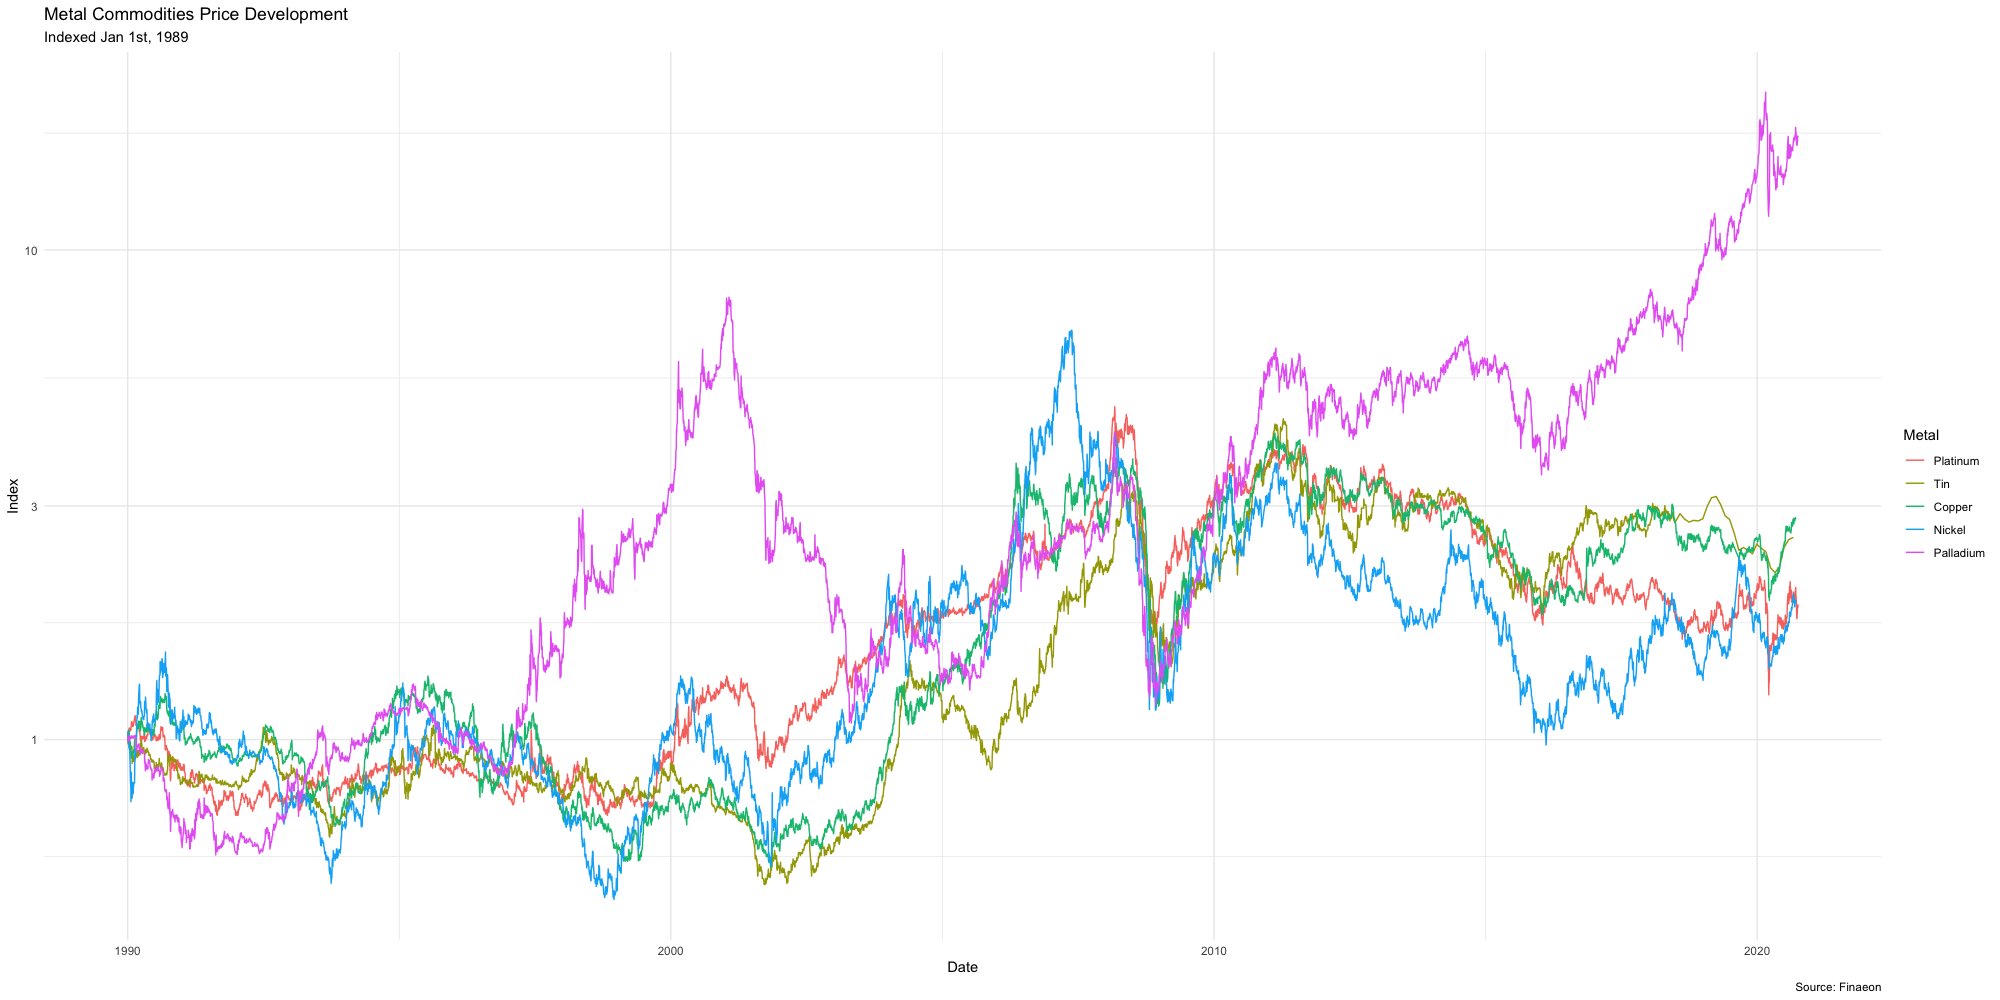 Metal Commodities Price Development
Indexed Jan 1st, 1989
10
3
1
Index
1990
2000
2010
2020
Date
Metal
Platinum
Tin
Copper
Nickel
Palladium
Source: Finaeon